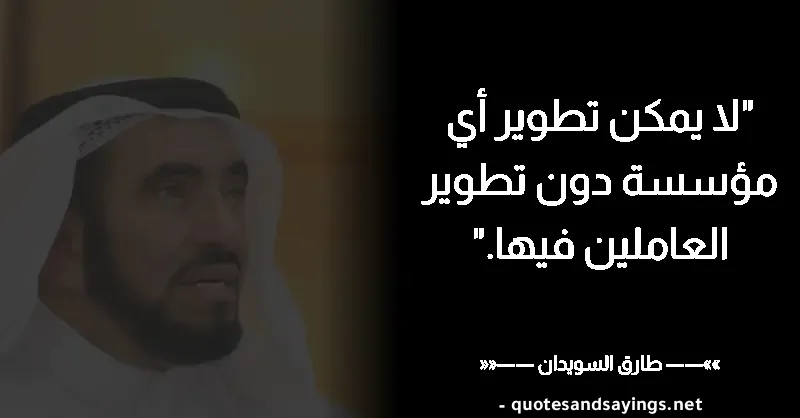 "لا يمكن تطوير أي
مؤسسة دون تطوير
العاملين فيها."
»»—— طارق السويدان ——««
- quotesandsayings.net